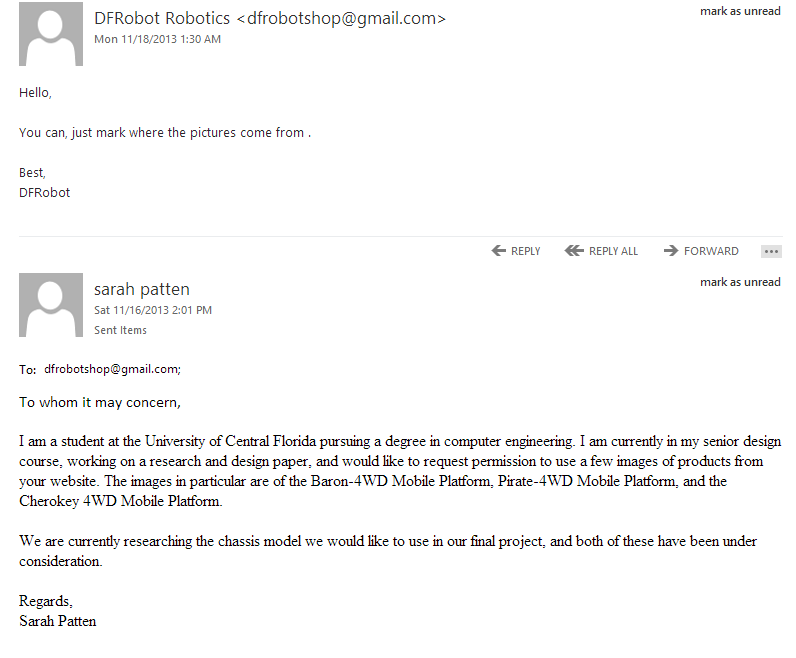 DFRobot Robotics <dfrobotshop@gmail.com>
mark as unread
Mon 11/18/2013 1:30 AM
Hello,
You can, just mark where the pictures come from .
Best,
DFRobot
REPLY REPLY ALL FORWARD
sarah patten
mark as unread
Sat 11/16/2013 2:01 PM
Sent Items
To: dfrobotshop@gmail.com;
To whom it may concern,
I am a student at the University of Central Florida pursuing a degree in computer engineering. I am currently in my senior design
course, working on a research and design paper, and would like to request permission to use a few images of products from
your website. The images in particular are of the Baron-4WD Mobile Platform, Pirate-4WD Mobile Platform, and the
Cherokey 4WD Mobile Platform.
We are currently researching the chassis model we would like to use in our final project, and both of these have been under
consideration.
Regards,
Sarah Patten